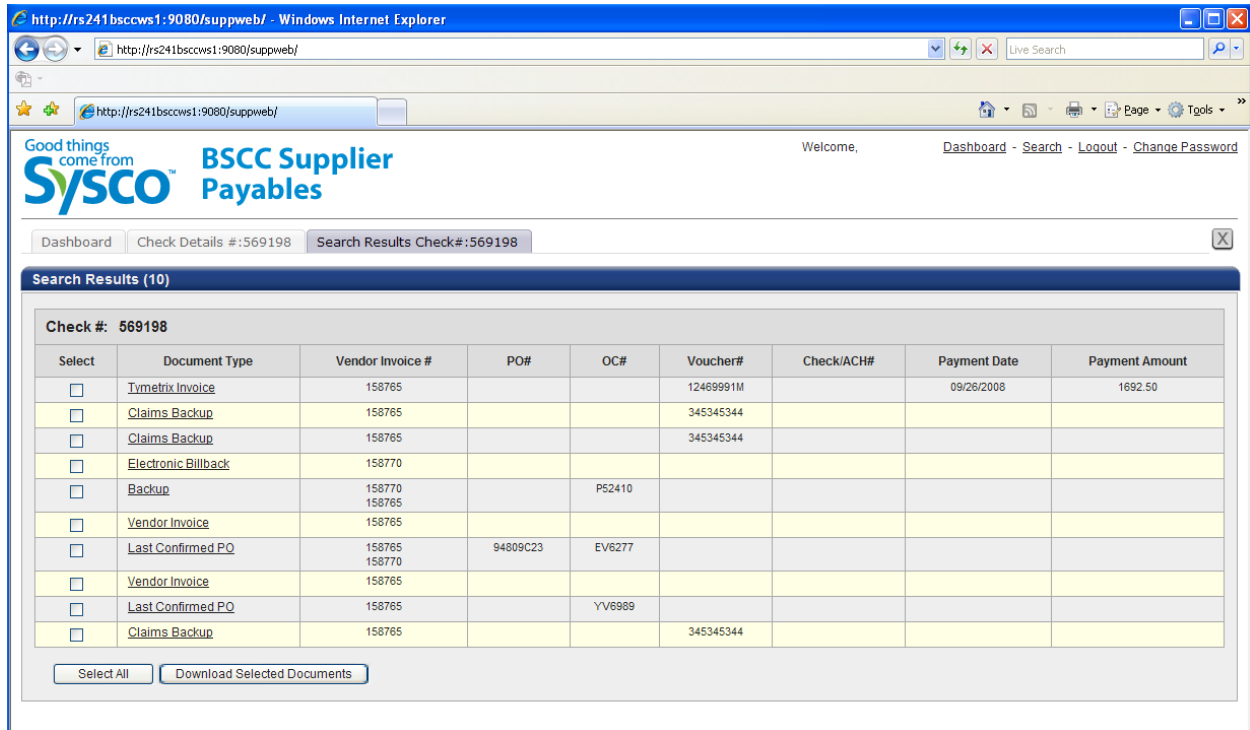 http://rs241bsccws1:9080/suppweb/ - Windows Internet Explorer
http://rs241bsccws1:9080/suppweb/ Live Search
http://rs241bsccws1:9080/suppweb/ Page Tools »
Good things
come from
Sysco™
BSCC Supplier
Payables
Welcome, Dashboard - Search - Logout - Change Password
Dashboard Check Details #:569198 Search Results Check#:569198 X
Search Results (10)
Check #: 569198
Select Document Type Vendor Invoice # PO# OC# Voucher# Check/ACH# Payment Date Payment Amount
Tymetrix Invoice 158765 12469991M 09/26/2008 1692.50
Claims Backup 158765 345345344
Claims Backup 158765 345345344
Electronic Billback 158770
Backup 158770 P52410
158765
Vendor Invoice 158765
Last Confirmed PO 158765 94809C23 EV6277
158770
Vendor Invoice 158765
Last Confirmed PO 158765 YV6989
Claims Backup 158765 345345344
Select All Download Selected Documents